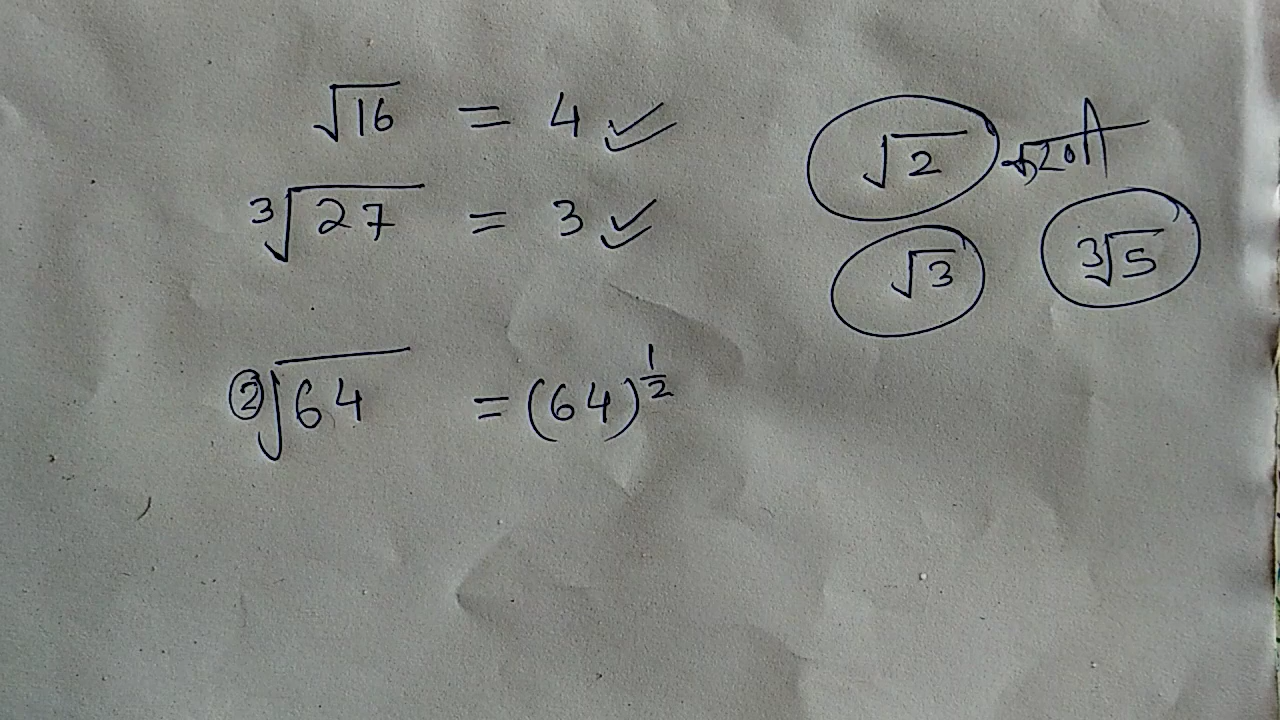 √16 = 4 ✓
∛27 = 3 ✓
②√64 = (64)^1/2
√2
√3
∛5